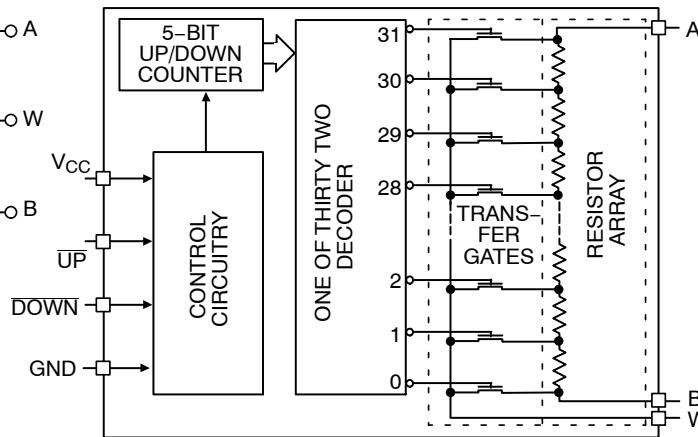 A
W
B
5–BIT
UP/DOWN
COUNTER
VCC
UP
DOWN
GND
CONTROL
CIRCUITRY
ONE OF THIRTY TWO
DECODER
31
30
29
28
2
1
0
TRANS–
FER
GATES
RESISTOR
ARRAY
A
B
W